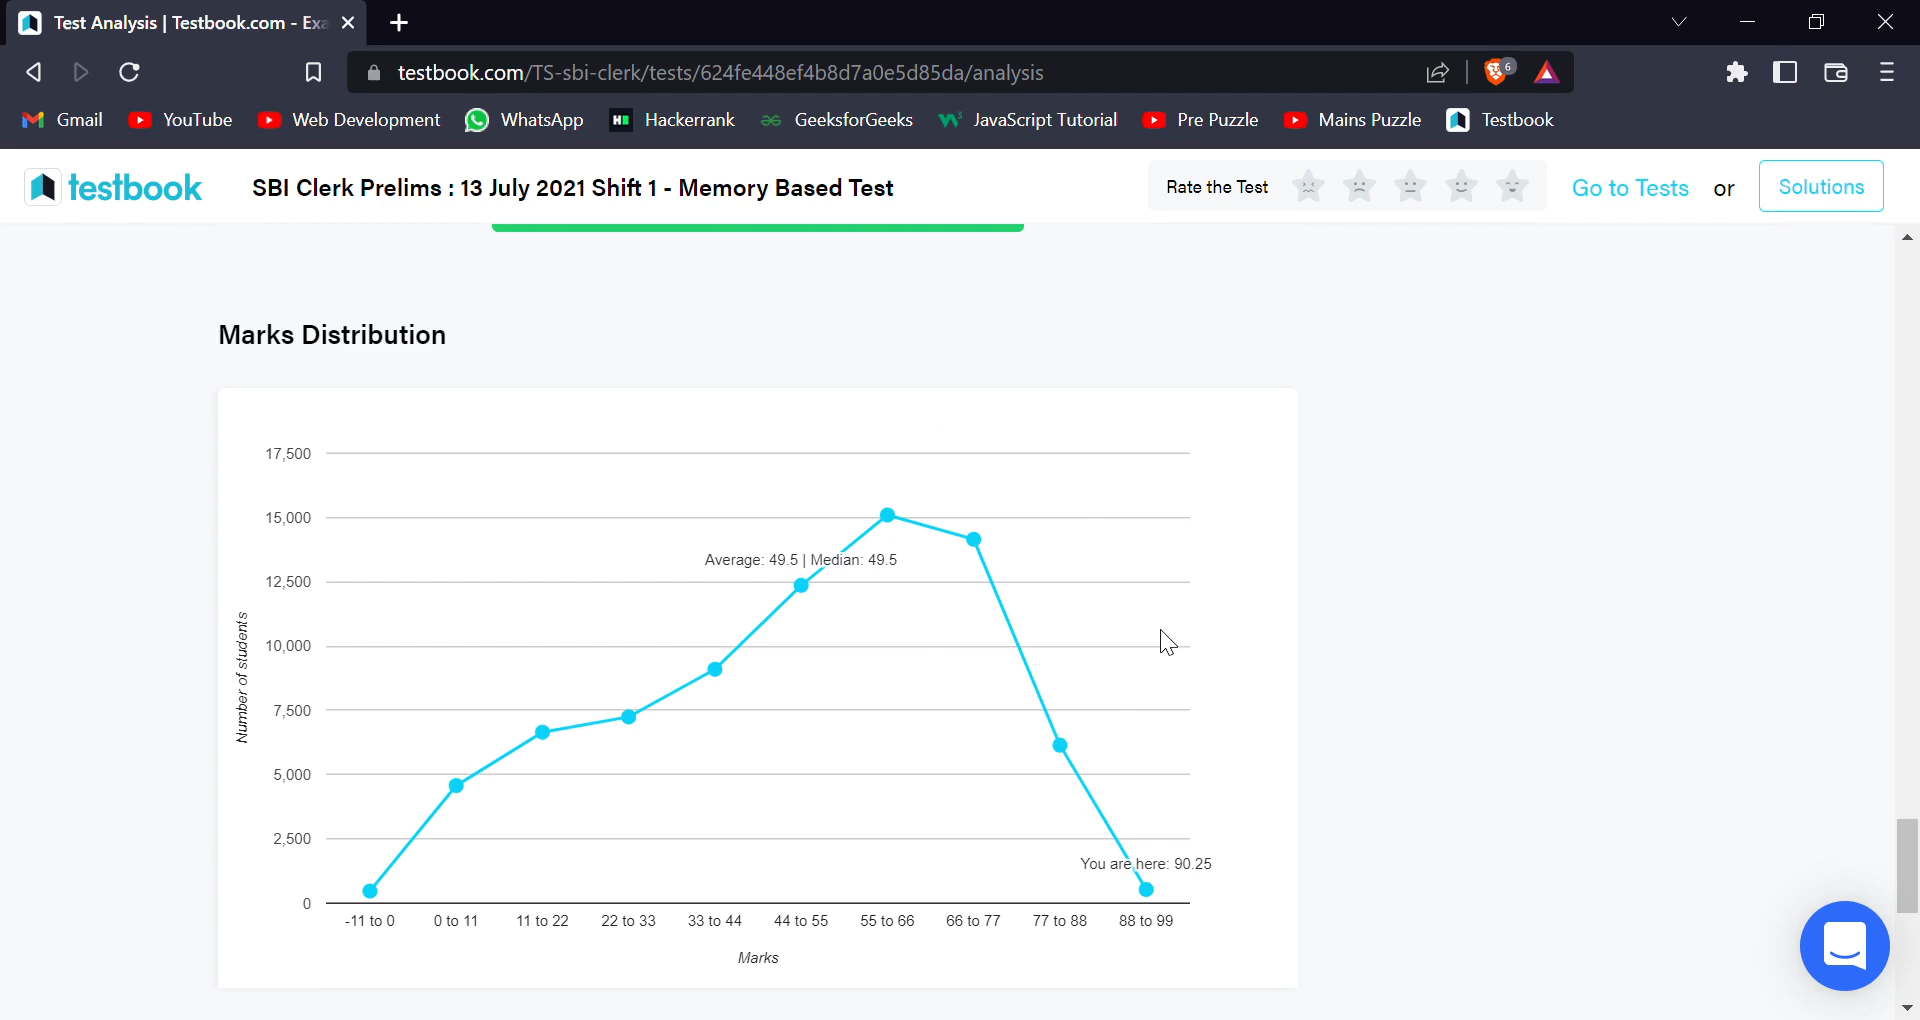 Test Analysis | Testbook.com - Exa
testbook.com/TS-sbi-clerk/tests/624fe448ef4b8d7a0e5d85da/analysis
6
Gmail YouTube Web Development WhatsApp Hackerrank GeeksforGeeks JavaScript Tutorial Pre Puzzle Mains Puzzle Testbook
testbook SBI Clerk Prelims : 13 July 2021 Shift 1 - Memory Based Test Rate the Test Go to Tests or Solutions
Marks Distribution
17,500
15,000
Average: 49.5 | Median: 49.5
12,500
10,000
Number of students
7,500
5,000
2,500
You are here: 90.25
0
-11 to 0 0 to 11 11 to 22 22 to 33 33 to 44 44 to 55 55 to 66 66 to 77 77 to 88 88 to 99
Marks